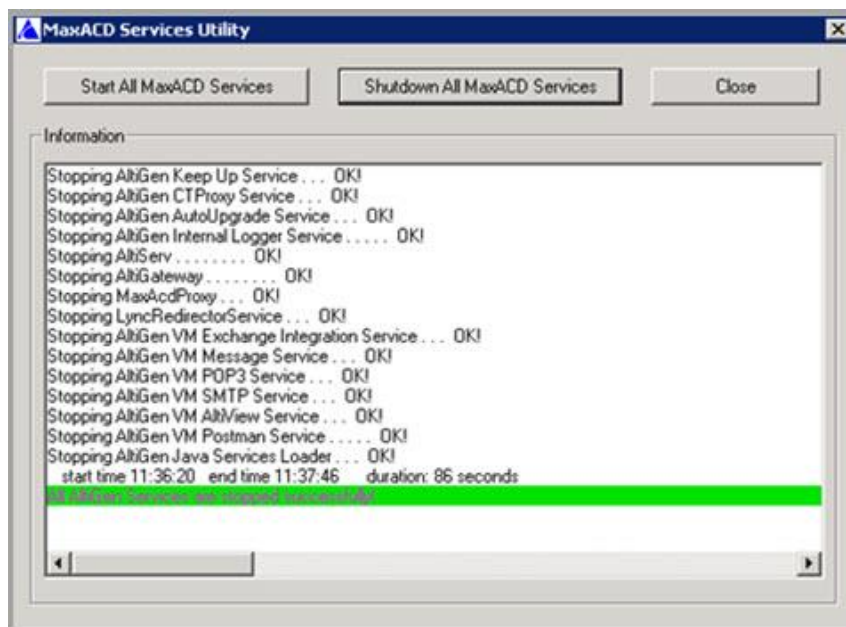 MaxACD Services Utility
Start All MaxACD Services Shutdown All MaxACD Services Close
Information
Stopping AltiGen Keep Up Service . . . OK!
Stopping AltiGen CTProxy Service . . . OK!
Stopping AltiGen AutoUpgrade Service . . . OK!
Stopping AltiGen Internal Logger Service . . . . . OK!
Stopping AltiServ . . . . . . . . OK!
Stopping AltiGateway . . . . . . . . OK!
Stopping MaxAcdProxy . . . OK!
Stopping LyncRedirectorService . . . OK!
Stopping AltiGen VM Exchange Integration Service . . . OK!
Stopping AltiGen VM Message Service . . . OK!
Stopping AltiGen VM POP3 Service . . . OK!
Stopping AltiGen VM SMTP Service . . . OK!
Stopping AltiGen VM AltiView Service . . . OK!
Stopping AltiGen VM Postman Service . . . . . OK!
Stopping AltiGen Java Services Loader . . . OK!
start time 11:36:20 end time 11:37:46 duration: 86 seconds
All AltiGen Services are stopped successfully!